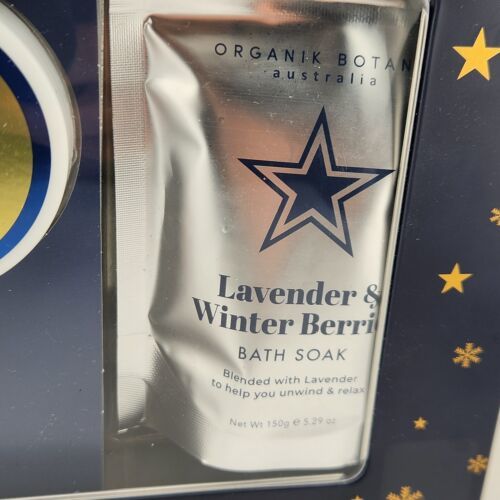 ORGANIK BOTAN
australia
Lavender &
Winter Berri
BATH SOAK
Blended with Lavender
to help you unwind & relax
Net Wt 150g ℮ 5.29 oz